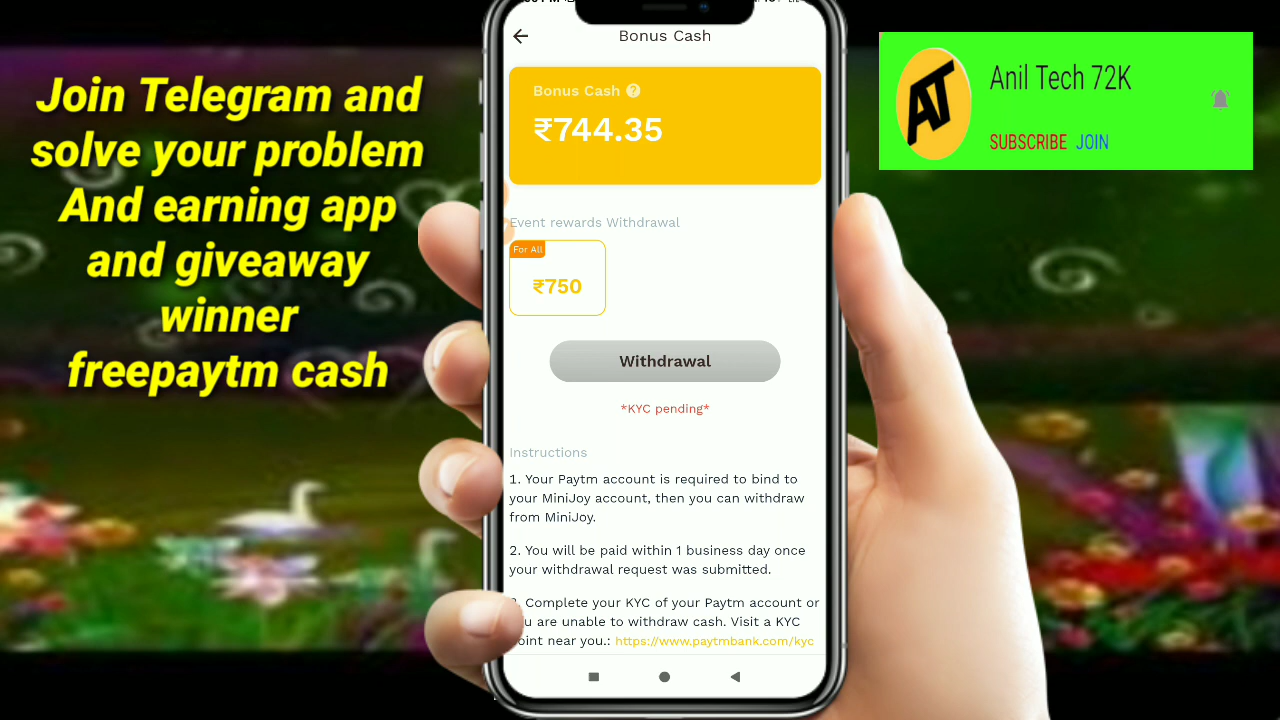 Join Telegram and
solve your problem
And earning app
and giveaway
winner
freepaytm cash
Bonus Cash
Bonus Cash ?
₹744.35
Event rewards Withdrawal
For All
₹750
Withdrawal
*KYC pending*
Instructions
1. Your Paytm account is required to bind to
your MiniJoy account, then you can withdraw
from MiniJoy.
2. You will be paid within 1 business day once
your withdrawal request was submitted.
Complete your KYC of your Paytm account or
are unable to withdraw cash. Visit a KYC
near you.: https://www.paytmbank.com/kyc
AT
Anil Tech 72K
SUBSCRIBE JOIN